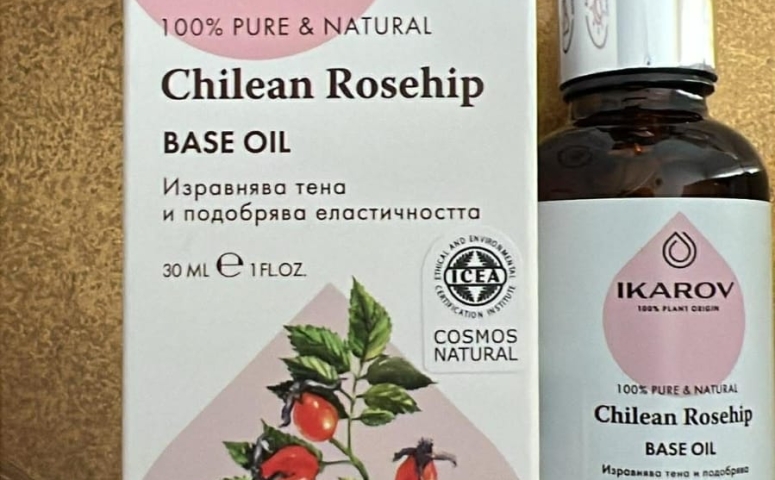 100% PURE & NATURAL
Chilean Rosehip
BASE OIL
Изравнява тена
и подобрява еластичността
30 ML ℮ 1 FL.OZ.
ETHICAL AND ENVIRONMENTAL
ICEA
CERTIFICATION INSTITUTE
COSMOS
NATURAL
IKAROV
100% PLANT ORIGIN
100% PURE & NATURAL
Chilean Rosehip
BASE OIL
Изравнява тена и подобрява